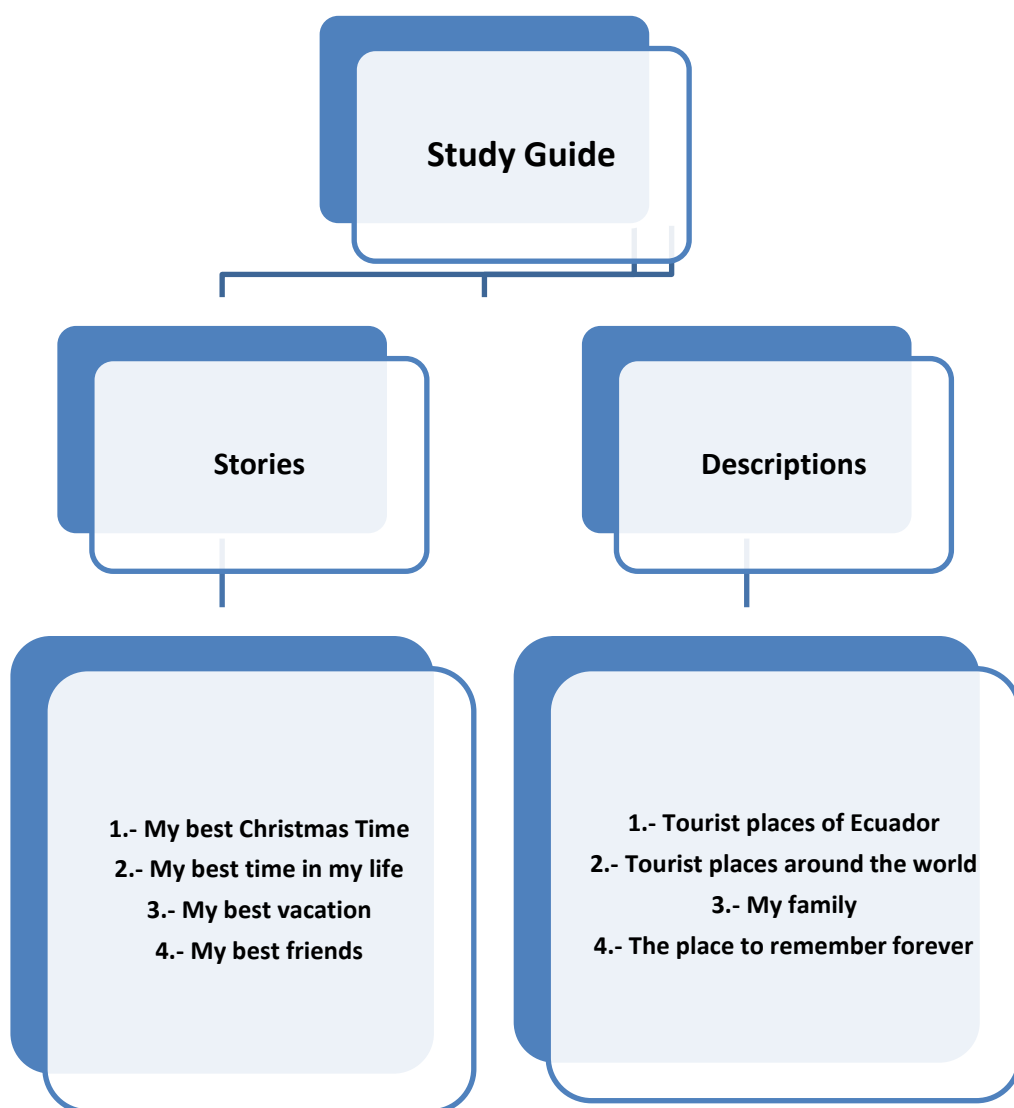 Study Guide
Stories
Descriptions
1.- My best Christmas Time
2.- My best time in my life
3.- My best vacation
4.- My best friends
1.- Tourist places of Ecuador
2.- Tourist places around the world
3.- My family
4.- The place to remember forever